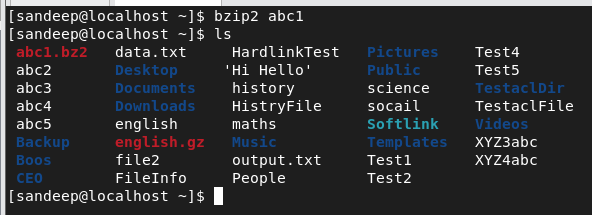 [sandeep@localhost ~]$ bzip2 abc1
[sandeep@localhost ~]$ ls
abc1.bz2 data.txt HardlinkTest Pictures Test4
abc2 Desktop 'Hi Hello' Public Test5
abc3 Documents history science TestaclDir
abc4 Downloads HistryFile socail TestaclFile
abc5 english maths Softlink Videos
Backup english.gz Music Templates XYZ3abc
Boos file2 output.txt Test1 XYZ4abc
CEO FileInfo People Test2
[sandeep@localhost ~]$